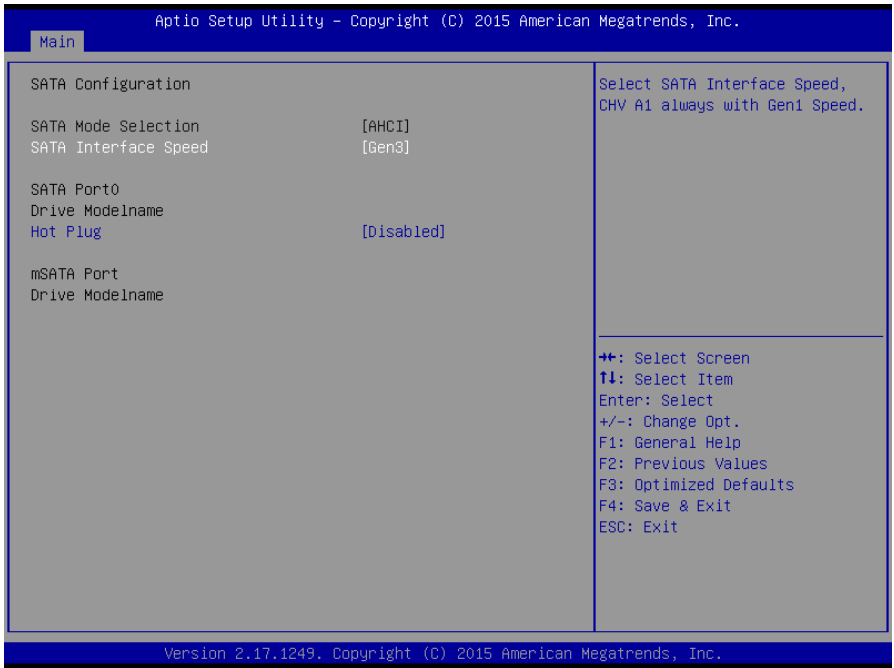 Aptio Setup Utility – Copyright (C) 2015 American Megatrends, Inc.
Main
SATA Configuration
SATA Mode Selection [AHCI]
SATA Interface Speed [Gen3]
SATA Port0
Drive Modelname
Hot Plug [Disabled]
mSATA Port
Drive Modelname
Select SATA Interface Speed,
CHV A1 always with Gen1 Speed.
→←: Select Screen
↑↓: Select Item
Enter: Select
+/-: Change Opt.
F1: General Help
F2: Previous Values
F3: Optimized Defaults
F4: Save & Exit
ESC: Exit
Version 2.17.1249. Copyright (C) 2015 American Megatrends, Inc.